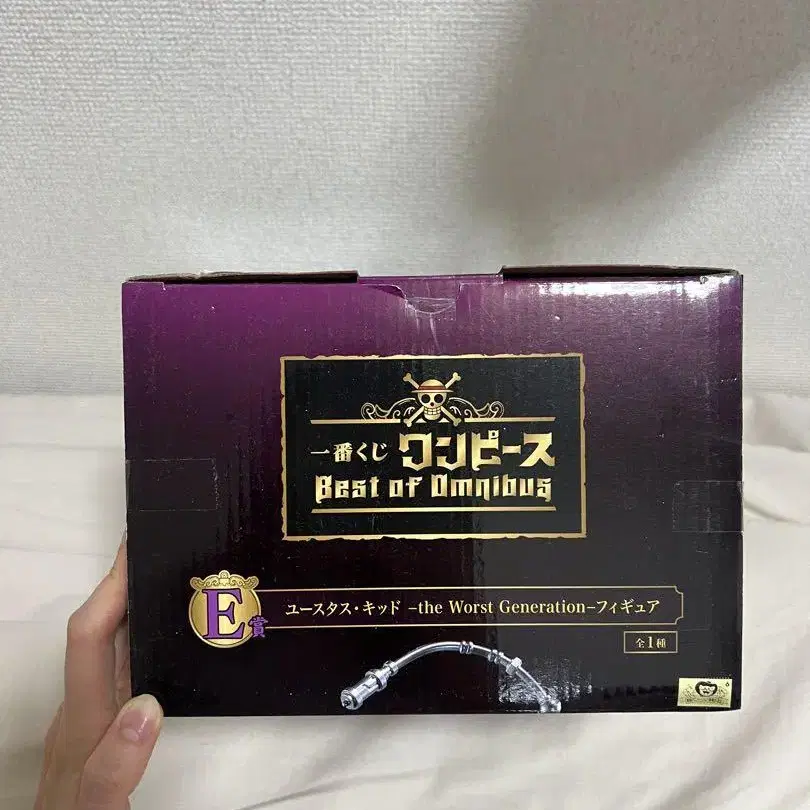 一番くじ ワンピース
Best of Omnibus
E賞
ユースタス・キッド –the Worst Generation–フィギュア
全1種